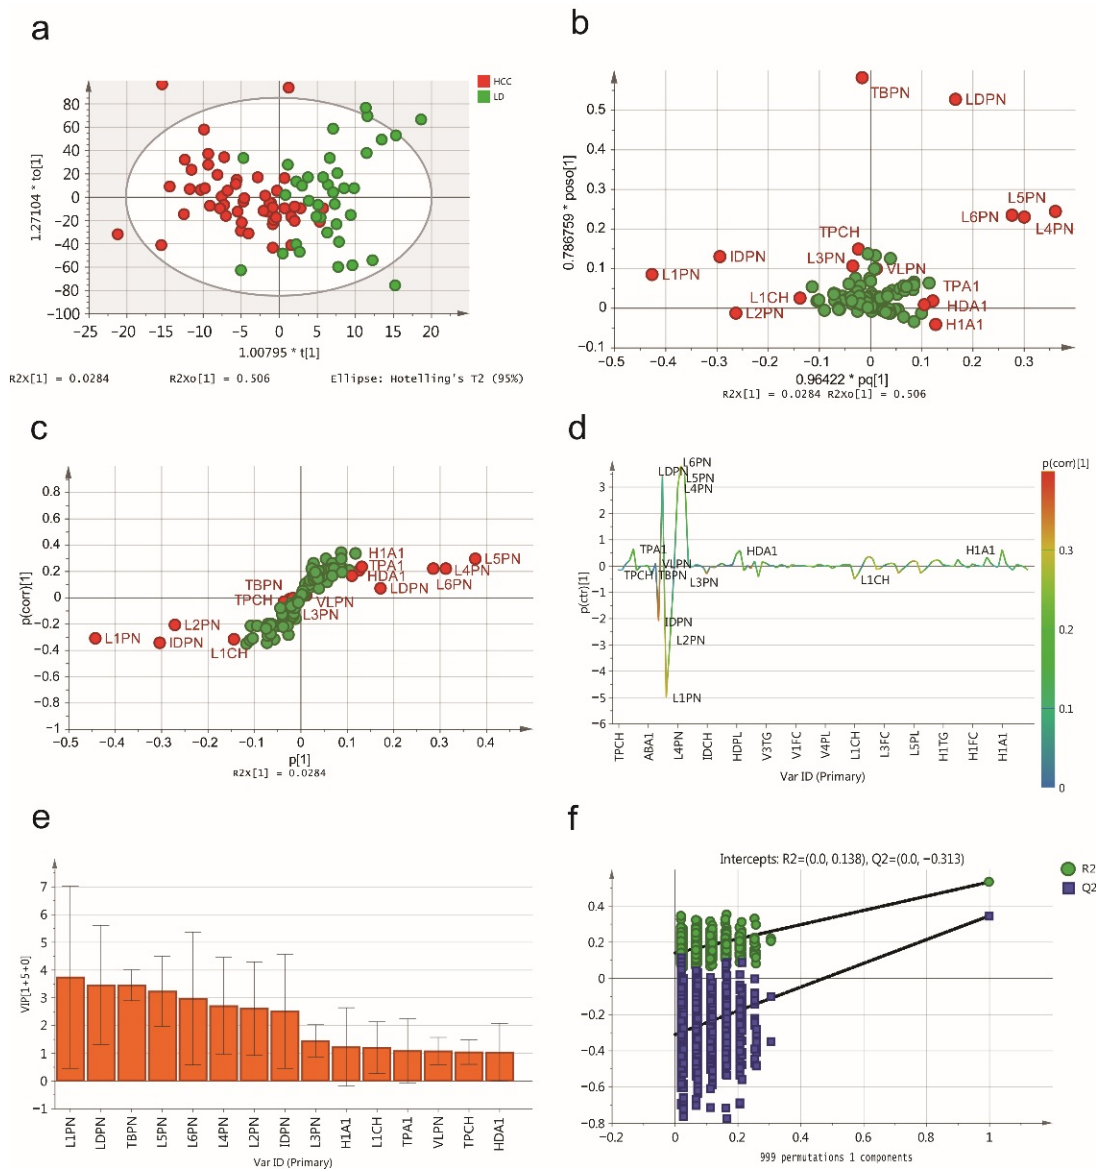 a
HCC
LD
1.27104 * to[1]
80
60
40
20
0
−20
−40
−60
−80
−100
−25 −20 −15 −10 −5 0 5 10 15 20
1.00795 * t[1]
R2X[1] = 0.0284 R2Xo[1] = 0.506 Ellipse: Hotelling's T2 (95%)
b
0.786759 * poso[1]
0.5
0.4
0.3
0.2
0.1
0
−0.1
TBPN
LDPN
L5PN
L6PN
L4PN
TPCH
IDPN
L3PN
VLPN
L1PN
TPA1
L1CH
HDA1
L2PN
H1A1
−0.3 −0.2 −0.1 0 0.1 0.2 0.3
0.96422 * pq[1]
R2X[1] = 0.0284 R2Xo[1] = 0.506
c
p(corr)[1]
0.8
0.6
0.4
0.2
0
−0.2
−0.4
−0.6
−0.8
−1
H1A1
TPA1
L5PN
HDA1
L4PN
TBPN
L6PN
LDPN
TPCH
VLPN
L3PN
L2PN
L1PN
IDPN
L1CH
−0.5 −0.4 −0.3 −0.2 −0.1 0 0.1 0.2 0.3 0.4
p[1]
R2X[1] = 0.0284
d
p(ctr)[1]
3
2
1
0
−1
−2
−3
−4
−5
−6
L6PN
LDPN
L5PN
L4PN
TPA1
HDA1
H1A1
VLPN
TPCH
TBPN
L3PN
L1CH
IDPN
L2PN
L1PN
TPCH ABA1 L4PN IDCH HDPL V3TG V1FC V4PL L1CH L3FC L5PL H1TG H1FC H1A1
Var ID (Primary)
p(corr)[1]
0.3
0.2
0.1
0
e
VIP[1+5+0]
7
6
5
4
3
2
1
0
−1
L1PN LDPN TBPN L5PN L6PN L4PN L2PN IDPN L3PN H1A1 L1CH TPA1 VLPN TPCH HDA1
Var ID (Primary)
f
Intercepts: R2=(0.0, 0.138), Q2=(0.0, −0.313)
R2
Q2
0.4
0.2
0
−0.2
−0.4
−0.6
−0.8
0 0.2 0.4 0.6 0.8 1
999 permutations 1 components